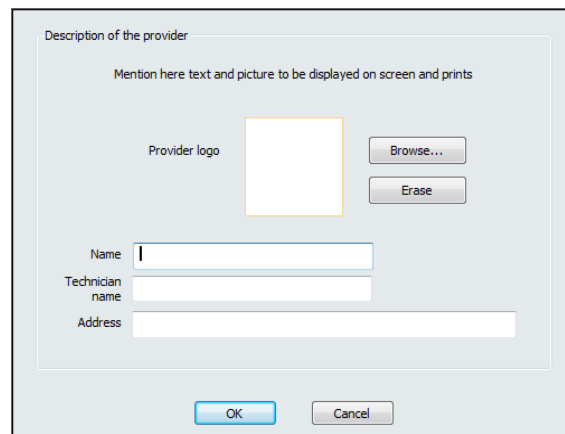 Description of the provider
Mention here text and picture to be displayed on screen and prints
Provider logo
Browse...
Erase
Name
Technician
name
Address
OK
Cancel